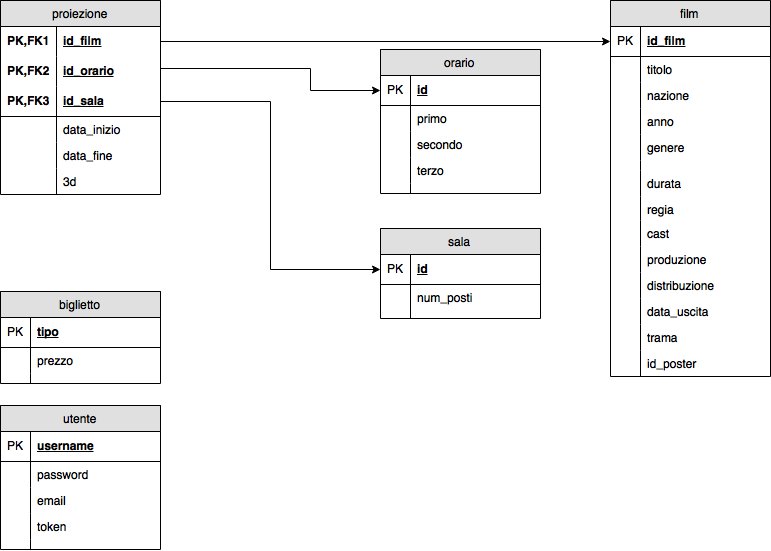 proiezione
PK,FK1 id_film
PK,FK2 id_orario
PK,FK3 id_sala
data_inizio
data_fine
3d
orario
PK id
primo
secondo
terzo
sala
PK id
num_posti
film
PK id_film
titolo
nazione
anno
genere
durata
regia
cast
produzione
distribuzione
data_uscita
trama
id_poster
biglietto
PK tipo
prezzo
utente
PK username
password
email
token